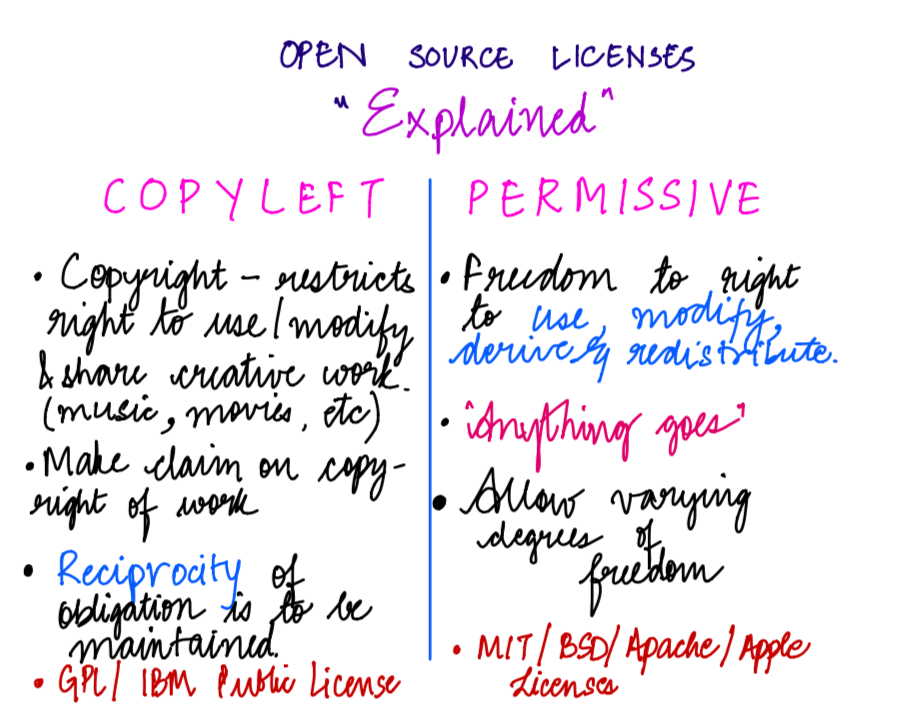 OPEN SOURCE LICENSES
"Explained"
COPYLEFT
• Copyright – restricts
right to use/modify
& share creative work.
(music, movies, etc)
• Make claim on copy-
right of work
• Reciprocity of
obligation is to be
maintained.
• GPL/ IBM Public License
PERMISSIVE
• Freedom to right
to use, modify,
derive & redistribute.
• "Anything goes"
• Allow varying
degrees of
freedom
• MIT/BSD/Apache/Apple
Licenses